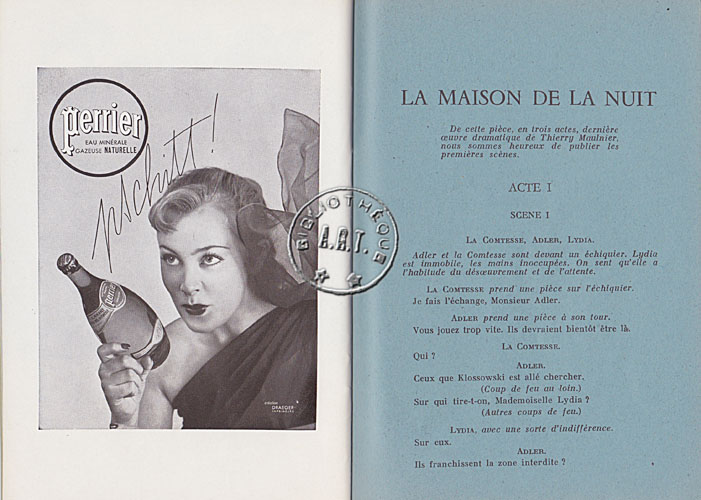 Perrier
EAU MINÉRALE
GAZEUSE NATURELLE
pschitt!
perrier
création
DRAEGER
IMPRIMEURS
BIBLIOTHÈQUE
A.R.T.
LA MAISON DE LA NUIT
De cette pièce, en trois actes, dernière
œuvre dramatique de Thierry Maulnier,
nous sommes heureux de publier les
premières scènes.
ACTE I
SCENE I
La Comtesse, Adler, Lydia.
Adler et la Comtesse sont devant un échiquier. Lydia
est immobile, les mains inoccupées. On sent qu'elle a
l'habitude du désœuvrement et de l'attente.
La Comtesse prend une pièce sur l'échiquier.
Je fais l'échange, Monsieur Adler.
Adler prend une pièce à son tour.
Vous jouez trop vite. Ils devraient bientôt être là.
La Comtesse.
Qui ?
Adler.
Ceux que Klossowski est allé chercher.
(Coup de feu au loin.)
Sur qui tire-t-on, Mademoiselle Lydia ?
(Autres coups de feu.)
Lydia, avec une sorte d'indifférence.
Sur eux.
Adler.
Ils franchissent la zone interdite ?